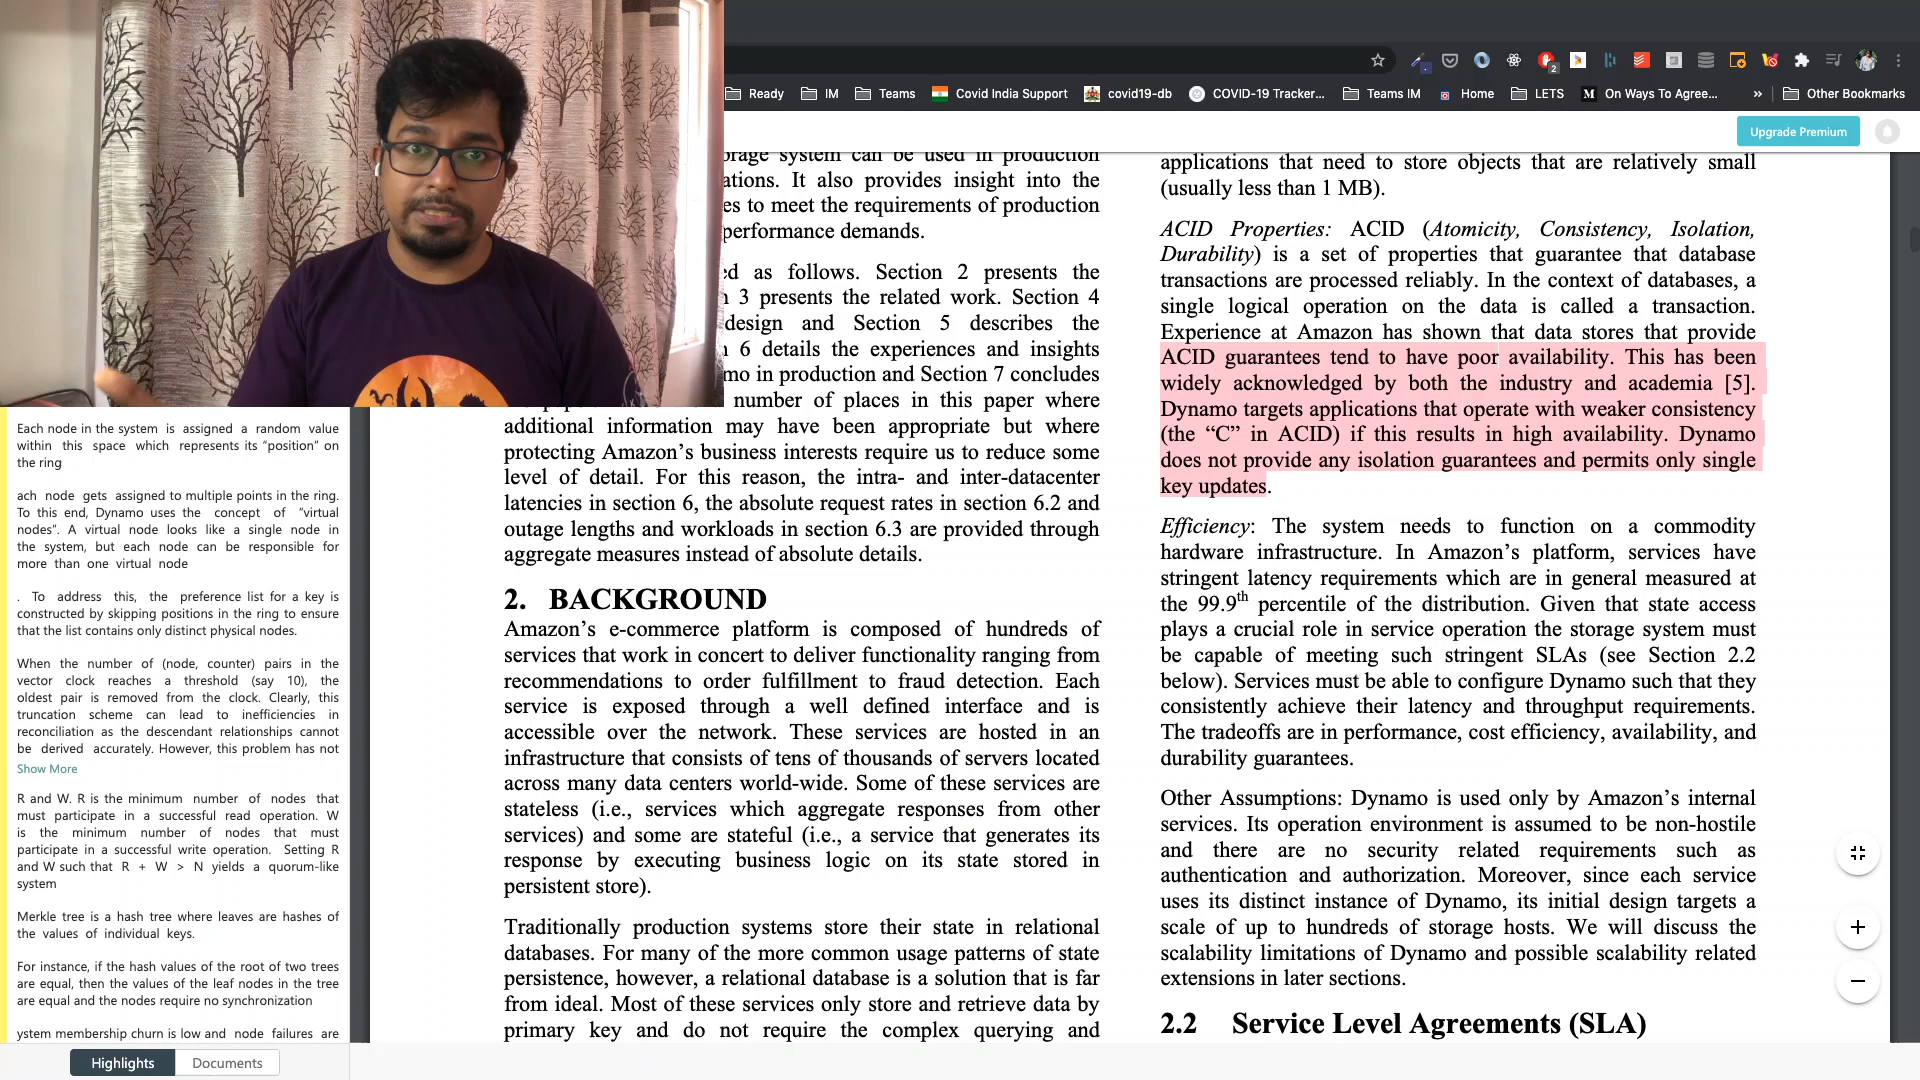 2
Ready
IM
Teams
Covid India Support
covid19-db
COVID-19 Tracker...
Teams IM
Home
LETS
M
On Ways To Agree...
»
Other Bookmarks
Upgrade Premium
Each node in the system is assigned a random value
within this space which represents its “position” on
the ring
ach node gets assigned to multiple points in the ring.
To this end, Dynamo uses the concept of “virtual
nodes”. A virtual node looks like a single node in
the system, but each node can be responsible for
more than one virtual node
. To address this, the preference list for a key is
constructed by skipping positions in the ring to ensure
that the list contains only distinct physical nodes.
When the number of (node, counter) pairs in the
vector clock reaches a threshold (say 10), the
oldest pair is removed from the clock. Clearly, this
truncation scheme can lead to inefficiencies in
reconciliation as the descendant relationships cannot
be derived accurately. However, this problem has not
Show More
R and W. R is the minimum number of nodes that
must participate in a successful read operation. W
is the minimum number of nodes that must
participate in a successful write operation. Setting R
and W such that R + W > N yields a quorum-like
system
Merkle tree is a hash tree where leaves are hashes of
the values of individual keys.
For instance, if the hash values of the root of two trees
are equal, then the values of the leaf nodes in the tree
are equal and the nodes require no synchronization
ystem membership churn is low and node failures are
Highlights
Documents
orage system can be used in production
ations. It also provides insight into the
es to meet the requirements of production
performance demands.
ed as follows. Section 2 presents the
3 presents the related work. Section 4
design and Section 5 describes the
6 details the experiences and insights
mo in production and Section 7 concludes
number of places in this paper where
additional information may have been appropriate but where
protecting Amazon’s business interests require us to reduce some
level of detail. For this reason, the intra- and inter-datacenter
latencies in section 6, the absolute request rates in section 6.2 and
outage lengths and workloads in section 6.3 are provided through
aggregate measures instead of absolute details.
2. BACKGROUND
Amazon’s e-commerce platform is composed of hundreds of
services that work in concert to deliver functionality ranging from
recommendations to order fulfillment to fraud detection. Each
service is exposed through a well defined interface and is
accessible over the network. These services are hosted in an
infrastructure that consists of tens of thousands of servers located
across many data centers world-wide. Some of these services are
stateless (i.e., services which aggregate responses from other
services) and some are stateful (i.e., a service that generates its
response by executing business logic on its state stored in
persistent store).
Traditionally production systems store their state in relational
databases. For many of the more common usage patterns of state
persistence, however, a relational database is a solution that is far
from ideal. Most of these services only store and retrieve data by
primary key and do not require the complex querying and
applications that need to store objects that are relatively small
(usually less than 1 MB).
ACID Properties: ACID (Atomicity, Consistency, Isolation,
Durability) is a set of properties that guarantee that database
transactions are processed reliably. In the context of databases, a
single logical operation on the data is called a transaction.
Experience at Amazon has shown that data stores that provide
ACID guarantees tend to have poor availability. This has been
widely acknowledged by both the industry and academia [5].
Dynamo targets applications that operate with weaker consistency
(the “C” in ACID) if this results in high availability. Dynamo
does not provide any isolation guarantees and permits only single
key updates.
Efficiency: The system needs to function on a commodity
hardware infrastructure. In Amazon’s platform, services have
stringent latency requirements which are in general measured at
the 99.9th percentile of the distribution. Given that state access
plays a crucial role in service operation the storage system must
be capable of meeting such stringent SLAs (see Section 2.2
below). Services must be able to configure Dynamo such that they
consistently achieve their latency and throughput requirements.
The tradeoffs are in performance, cost efficiency, availability, and
durability guarantees.
Other Assumptions: Dynamo is used only by Amazon’s internal
services. Its operation environment is assumed to be non-hostile
and there are no security related requirements such as
authentication and authorization. Moreover, since each service
uses its distinct instance of Dynamo, its initial design targets a
scale of up to hundreds of storage hosts. We will discuss the
scalability limitations of Dynamo and possible scalability related
extensions in later sections.
2.2 Service Level Agreements (SLA)